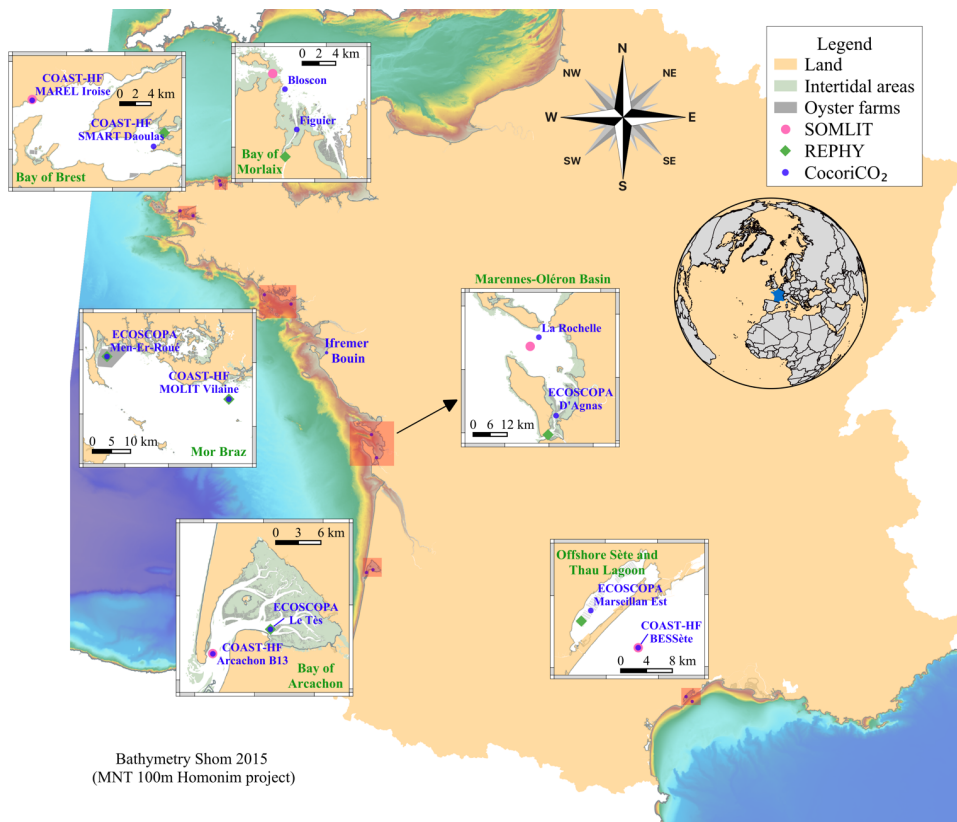 COAST-HF
MAREL Iroise
0 2 4 km
COAST-HF
SMART Daoulas
Bay of Brest
0 2 4 km
Bloscon
Figuier
Bay of
Morlaix
N
NW
NE
W
E
SW
SE
S
Legend
Land
Intertidal areas
Oyster farms
SOMLIT
REPHY
CocoriCO₂
ECOSCOPA
Men-Er-Roué
COAST-HF
MOLIT Vilaine
0 5 10 km
Mor Braz
Ifremer
Bouin
Marennes-Oléron Basin
La Rochelle
ECOSCOPA
D'Agnas
0 6 12 km
0 3 6 km
ECOSCOPA
Le Tès
COAST-HF
Arcachon B13
Bay of
Arcachon
Offshore Sète and
Thau Lagoon
ECOSCOPA
Marseillan Est
COAST-HF
BESSète
0 4 8 km
Bathymetry Shom 2015
(MNT 100m Homonim project)